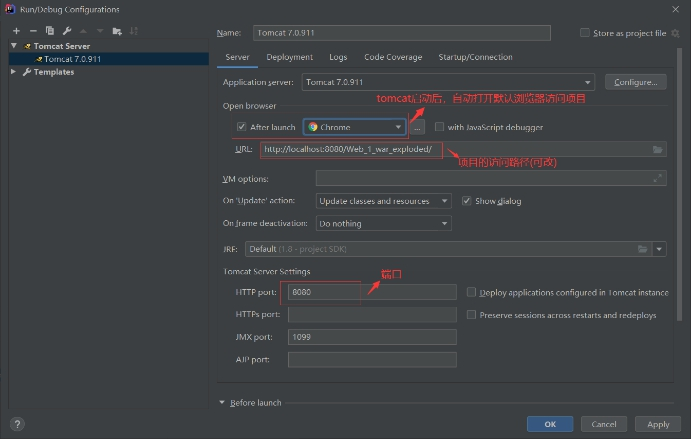 Run/Debug Configurations
Name: Tomcat 7.0.911
Store as project file
Tomcat Server
Tomcat 7.0.911
Templates
Server Deployment Logs Code Coverage Startup/Connection
Application server: Tomcat 7.0.911 Configure...
tomcat启动后，自动打开默认浏览器访问项目
Open browser
After launch Chrome ... with JavaScript debugger
URL: http://localhost:8080/Web_1_war_exploded/
项目的访问路径(可改)
VM options:
On 'Update' action: Update classes and resources Show dialog
On frame deactivation: Do nothing
JRE: Default (1.8 - project SDK)
Tomcat Server Settings
端口
HTTP port: 8080 Deploy applications configured in Tomcat instance
HTTPs port: Preserve sessions across restarts and redeploys
JMX port: 1099
AJP port:
Before launch
?
OK Cancel Apply